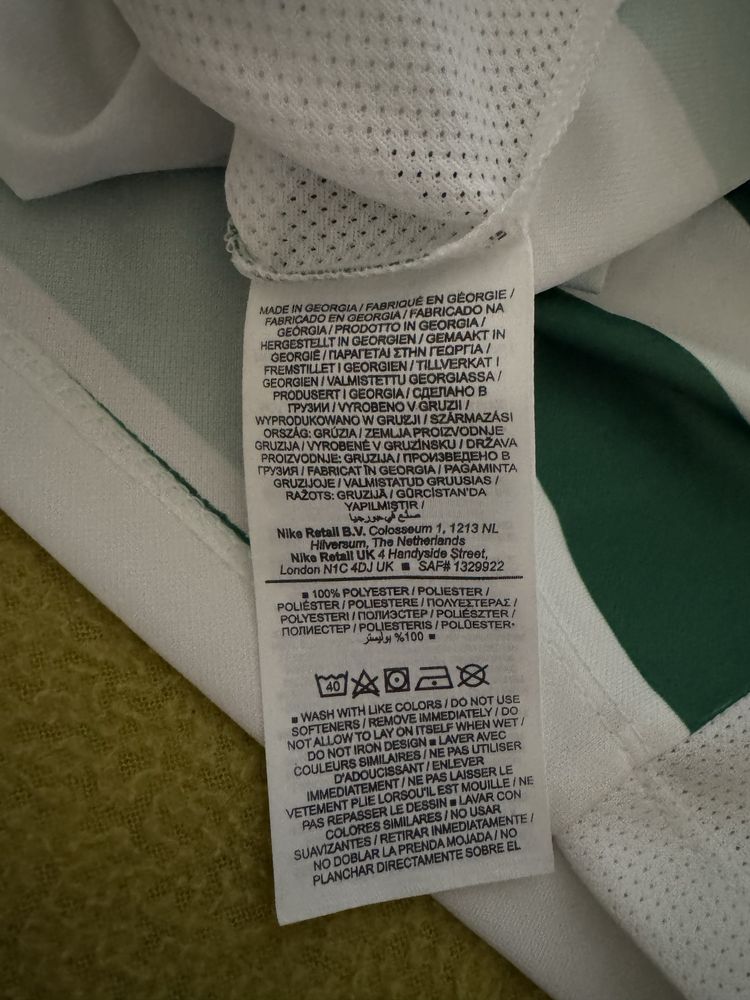 MADE IN GEORGIA / FABRIQUÉ EN GÉORGIE /
FABRICADO EN GEORGIA / FABRICADO NA
GEÓRGIA / PRODOTTO IN GEORGIA /
HERGESTELLT IN GEORGIEN / GEMAAKT IN
GEORGIË / ΠΑΡΑΓΕΤΑΙ ΣΤΗΝ ΓΕΩΡΓΙΑ /
FREMSTILLET I GEORGIEN / TILLVERKAT I
GEORGIEN / VALMISTETTU GEORGIASSA /
PRODUSERT I GEORGIA / СДЕЛАНО В
ГРУЗИИ / VYROBENO V GRUZII /
WYPRODUKOWANO W GRUZJI / SZÁRMAZÁSI
ORSZÁG: GRÚZIA / ZEMLJA PROIZVODNJE
GRUZIJA / VYROBENÉ V GRUZÍNSKU / DRŽAVA
PROIZVODNJE: GRUZIJA / ПРОИЗВЕДЕНО В
ГРУЗИЯ / FABRICAT ÎN GEORGIA / PAGAMINTA
GRUZIJOJE / VALMISTATUD GRUUSIAS /
RAŽOTS: GRUZIJĀ / GÜRCİSTAN'DA
YAPILMIŞTIR /
صنع في جورجيا
Nike Retail B.V. Colosseum 1, 1213 NL
Hilversum, The Netherlands
Nike Retail UK 4 Handyside Street,
London N1C 4DJ UK ■ SAF# 1329922
■ 100% POLYESTER / POLIESTER /
POLIÉSTER / POLIESTERE / ΠΟΛΥΕΣΤΕΡΑΣ /
POLYESTERI / ПОЛИЭСТЕР / POLIÉSZTER /
ПОЛИЕСТЕР / POLIESTERIS / POLÜESTER
■ %100 بوليستر
40
■ WASH WITH LIKE COLORS / DO NOT USE
SOFTENERS / REMOVE IMMEDIATELY / DO
NOT ALLOW TO LAY ON ITSELF WHEN WET /
DO NOT IRON DESIGN ■ LAVER AVEC
COULEURS SIMILAIRES / NE PAS UTILISER
D'ADOUCISSANT / ENLEVER
IMMEDIATEMENT / NE PAS LAISSER LE
VETEMENT PLIE LORSQU'IL EST MOUILLE / NE
PAS REPASSER LE DESSIN ■ LAVAR CON
COLORES SIMILARES / NO USAR
SUAVIZANTES / RETIRAR INMEDIATAMENTE /
NO DOBLAR LA PRENDA MOJADA / NO
PLANCHAR DIRECTAMENTE SOBRE EL